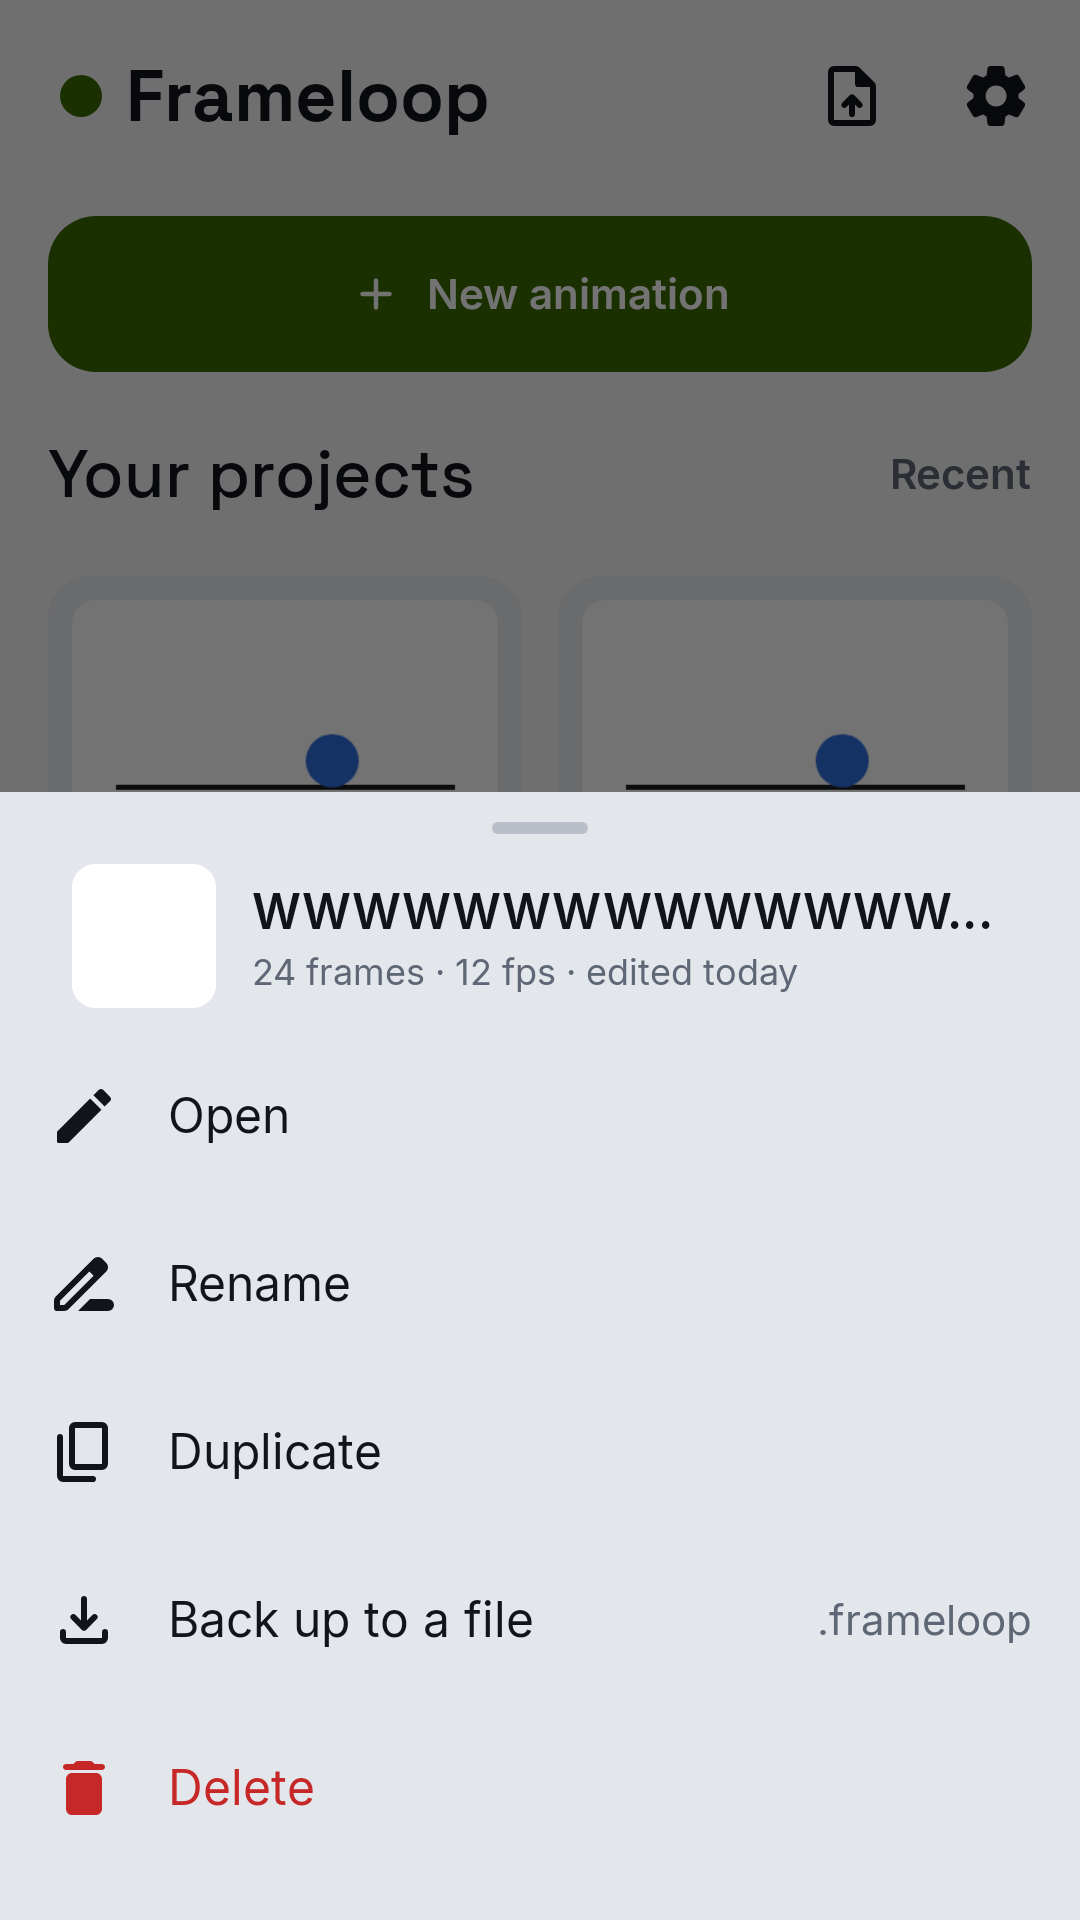 Frameloop
New animation
Your projects
Recent
WWWWWWWWWWWWWW...
24 frames · 12 fps · edited today
Open
Rename
Duplicate
Back up to a file
.frameloop
Delete